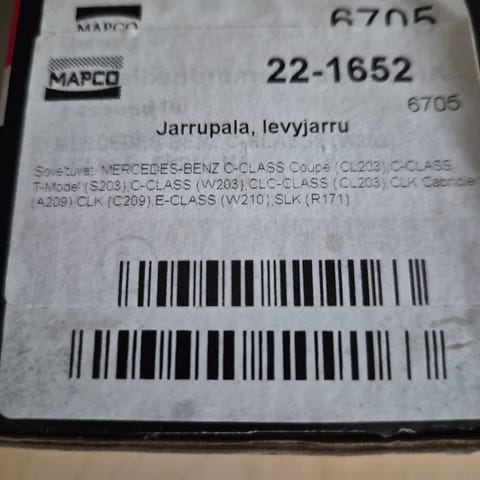 MAPCO
6705
MAPCO
22-1652
6705
Jarrupala, levyjarru
Soveltuvat: MERCEDES-BENZ C-CLASS Coupe (CL203),C-CLASS
T-Model (S203),C-CLASS (W203),CLC-CLASS (CL203),CLK Cabriolet
(A209) CLK (C209),E-CLASS (W210),SLK (R171)